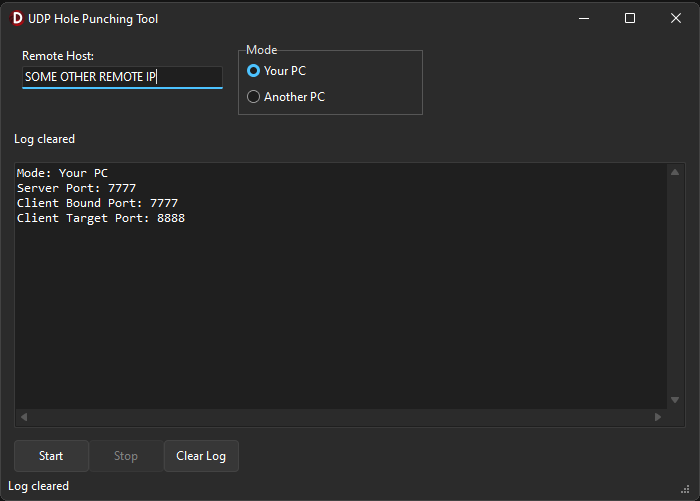 D UDP Hole Punching Tool
Remote Host:
SOME OTHER REMOTE IP
Mode
Your PC
Another PC
Log cleared
Mode: Your PC
Server Port: 7777
Client Bound Port: 7777
Client Target Port: 8888
Start Stop Clear Log
Log cleared